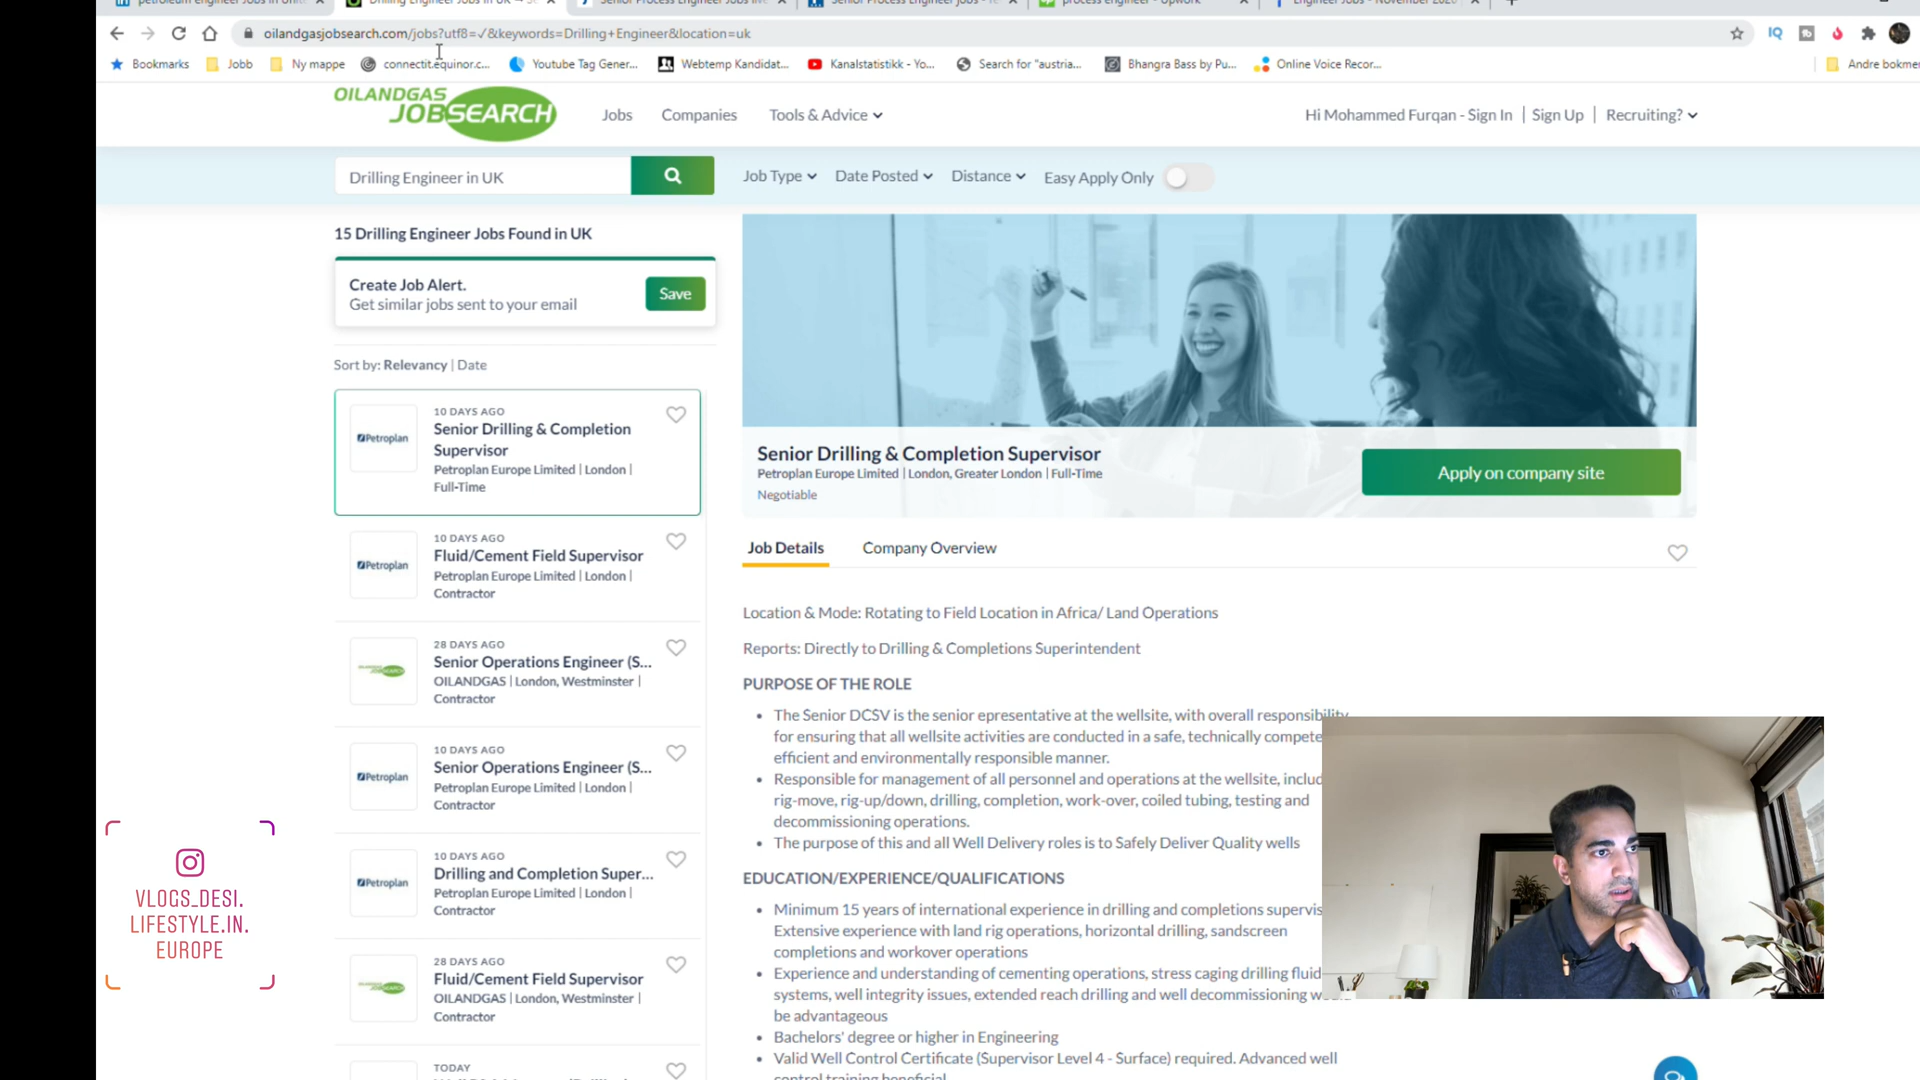 petroleum engineer Jobs in Unite
Drilling Engineer Jobs in UK
Senior Process Engineer Jobs
Senior Process Engineer jobs
process engineer - Upwork
Engineer Jobs - November 2020
oilandgasjobsearch.com/jobs?utf8=✓&keywords=Drilling+Engineer&location=uk
IQ
Bookmarks
Jobb
Ny mappe
connectit.equinor.c...
Youtube Tag Gener...
Webtemp Kandidat...
Kanalstatistikk - Yo...
Search for "austria...
Bhangra Bass by Pu...
Online Voice Recor...
Andre bokmer
OILANDGAS
JOBSEARCH
Jobs
Companies
Tools & Advice
Hi Mohammed Furqan - Sign In | Sign Up | Recruiting?
Drilling Engineer in UK
Job Type
Date Posted
Distance
Easy Apply Only
15 Drilling Engineer Jobs Found in UK
Create Job Alert.
Get similar jobs sent to your email
Save
Sort by: Relevancy | Date
Petroplan
10 DAYS AGO
Senior Drilling & Completion
Supervisor
Petroplan Europe Limited | London |
Full-Time
Petroplan
10 DAYS AGO
Fluid/Cement Field Supervisor
Petroplan Europe Limited | London |
Contractor
28 DAYS AGO
Senior Operations Engineer (S...
OILANDGAS | London, Westminster |
Contractor
Petroplan
10 DAYS AGO
Senior Operations Engineer (S...
Petroplan Europe Limited | London |
Contractor
Petroplan
10 DAYS AGO
Drilling and Completion Super...
Petroplan Europe Limited | London |
Contractor
28 DAYS AGO
Fluid/Cement Field Supervisor
OILANDGAS | London, Westminster |
Contractor
TODAY
Senior Drilling & Completion Supervisor
Petroplan Europe Limited | London, Greater London | Full-Time
Negotiable
Apply on company site
Job Details
Company Overview
Location & Mode: Rotating to Field Location in Africa/ Land Operations
Reports: Directly to Drilling & Completions Superintendent
PURPOSE OF THE ROLE
• The Senior DCSV is the senior epresentative at the wellsite, with overall responsibility
for ensuring that all wellsite activities are conducted in a safe, technically compete
efficient and environmentally responsible manner.
• Responsible for management of all personnel and operations at the wellsite, includ
rig-move, rig-up/down, drilling, completion, work-over, coiled tubing, testing and
decommissioning operations.
• The purpose of this and all Well Delivery roles is to Safely Deliver Quality wells
EDUCATION/EXPERIENCE/QUALIFICATIONS
• Minimum 15 years of international experience in drilling and completions supervis
Extensive experience with land rig operations, horizontal drilling, sandscreen
completions and workover operations
• Experience and understanding of cementing operations, stress caging drilling fluid
systems, well integrity issues, extended reach drilling and well decommissioning w
be advantageous
• Bachelors' degree or higher in Engineering
• Valid Well Control Certificate (Supervisor Level 4 - Surface) required. Advanced well
control training beneficial
VLOGS_DESI.
LIFESTYLE.IN.
EUROPE